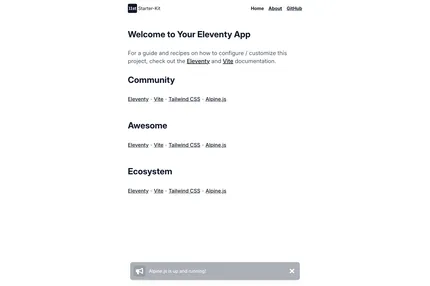 11st Starter-Kit
Home About GitHub
Welcome to Your Eleventy App
For a guide and recipes on how to configure / customize this
project, check out the Eleventy and Vite documentation.
Community
Eleventy · Vite · Tailwind CSS · Alpine.js
Awesome
Eleventy · Vite · Tailwind CSS · Alpine.js
Ecosystem
Eleventy · Vite · Tailwind CSS · Alpine.js
Alpine.js is up and running!